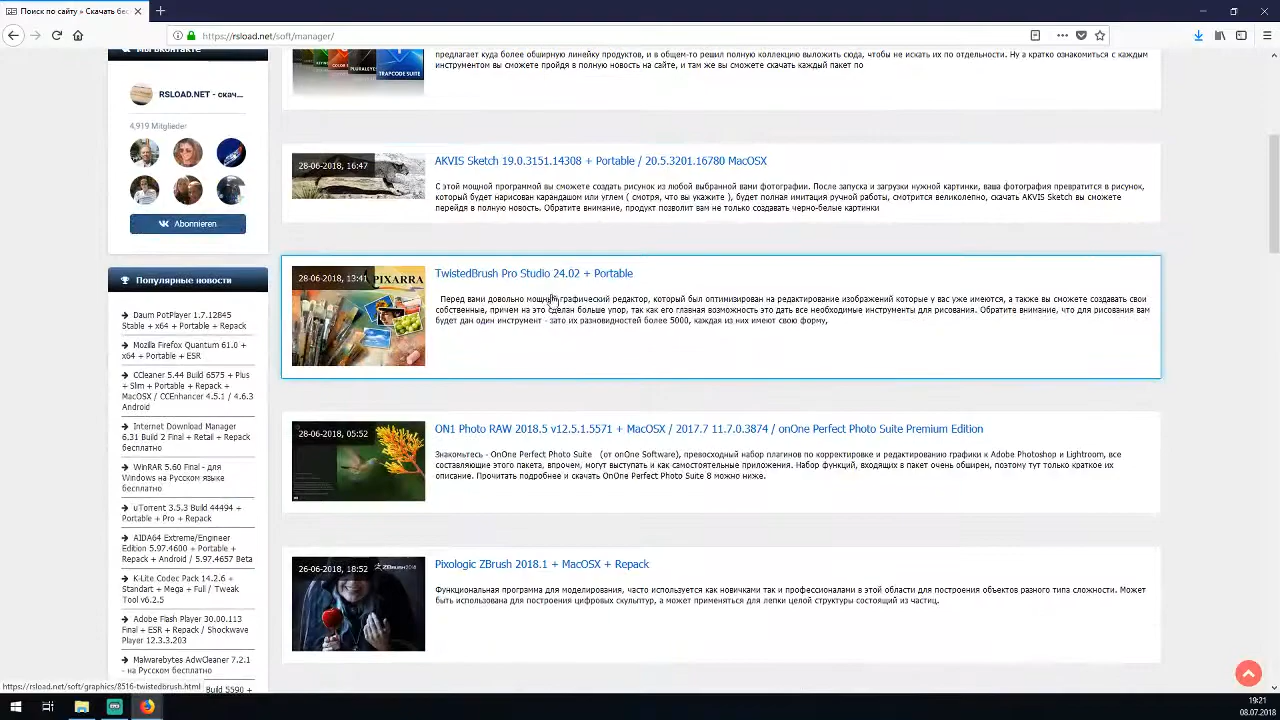 Поиск по сайту » Скачать бес
https://rsload.net/soft/manager/
Мы Вконтакте
RSLOAD.NET - скач...
4,919 Mitglieder
Abonnieren
Популярные новости
Daum PotPlayer 1.7.12845
Stable + x64 + Portable + Repack
Mozilla Firefox Quantum 61.0 +
x64 + Portable + ESR
CCleaner 5.44 Build 6575 + Plus
+ Slim + Portable + Repack +
MacOSX / CCEnhancer 4.5.1 / 4.6.3
Android
Internet Download Manager
6.31 Build 2 Final + Retail + Repack
бесплатно
WinRAR 5.60 Final - для
Windows на Русском языке
бесплатно
uTorrent 3.5.3 Build 44494 +
Portable + Pro + Repack
AIDA64 Extreme/Engineer
Edition 5.97.4600 + Portable +
Repack + Android / 5.97.4657 Beta
K-Lite Codec Pack 14.2.6 +
Standart + Mega + Full / Tweak
Tool v6.2.5
Adobe Flash Player 30.00.113
Final + ESR + Repack / Shockwave
Player 12.3.3.203
Malwarebytes AdwCleaner 7.2.1
- на Русском бесплатно
Build 5590 +
https://rsload.net/soft/graphics/8516-twistedbrush.html
TRAPCODE SUITE
предлагает куда более обширную линейку продуктов, и в общем-то решил полную коллекцию выложить сюда, чтобы не искать их по отдельности. Ну а кратко ознакомиться с каждым
инструментом вы сможете пройдя в полную новость на сайте, и там же вы сможете скачать каждый пакет по
28-06-2018, 16:47
AKVIS Sketch 19.0.3151.14308 + Portable / 20.5.3201.16780 MacOSX
С этой мощной программой вы сможете создать рисунок из любой выбранной вами фотографии. После запуска и загрузки нужной картинки, ваша фотография превратится в рисунок,
который будет нарисован карандашом или углем ( смотря, что вы укажите ), будет полная имитация ручной работы, смотрится великолепно, скачать AKVIS Sketch вы сможете
перейдя в полную новость. Обратите внимание, продукт позволит вам не только создавать черно-белые картинки
28-06-2018, 13:41
PIXARRA
TwistedBrush Pro Studio 24.02 + Portable
Перед вами довольно мощный графический редактор, который был оптимизирован на редактирование изображений которые у вас уже имеются, а также вы сможете создавать свои
собственные, причем на это сделан больше упор, так как его главная возможность это дать все необходимые инструменты для рисования. Обратите внимание, что для рисования вам
будет дан один инструмент - зато их разновидностей более 5000, каждая из них имеют свою форму,
28-06-2018, 05:52
ON1 Photo RAW 2018.5 v12.5.1.5571 + MacOSX / 2017.7 11.7.0.3874 / onOne Perfect Photo Suite Premium Edition
Знакомьтесь - OnOne Perfect Photo Suite (от onOne Software), превосходный набор плагинов по корректировке и редактированию графики к Adobe Photoshop и Lightroom, все
составляющие этого пакета, впрочем, могут выступать и как самостоятельные приложения. Набор функций, входящих в пакет очень обширен, поэтому тут только краткое их
описание. Прочитать подробнее и скачать OnOne Perfect Photo Suite 8 можно ниже.
26-06-2018, 18:52
ZBRUSH2018
Pixologic ZBrush 2018.1 + MacOSX + Repack
Функциональная программа для моделирования, часто используется как новичками так и профессионалами в этой области для построения объектов разного типа сложности. Может
быть использована для построения цифровых скульптур, а может применяться для лепки целой структуры состоящий из частиц.
19:21
08.07.2018